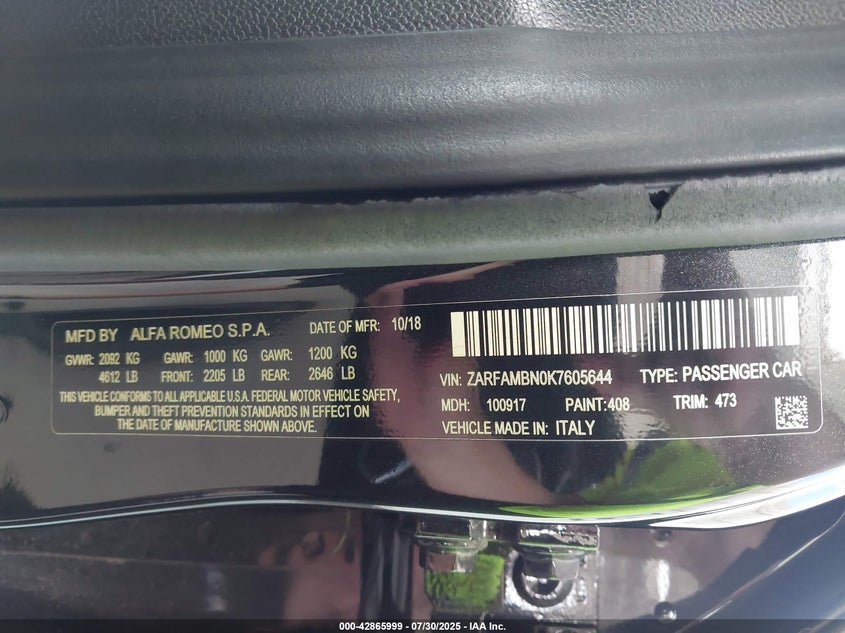 MFD BY ALFA ROMEO S.P.A. DATE OF MFR: 10/18
GVWR: 2092 KG GAWR: 1000 KG GAWR: 1200 KG
4612 LB FRONT: 2205 LB REAR: 2646 LB
THIS VEHICLE CONFORMS TO ALL APPLICABLE U.S.A. FEDERAL MOTOR VEHICLE SAFETY,
BUMPER AND THEFT PREVENTION STANDARDS IN EFFECT ON
THE DATE OF MANUFACTURE SHOWN ABOVE.
VIN: ZARFAMBN0K7605644 TYPE: PASSENGER CAR
MDH: 100917 PAINT:408 TRIM: 473
VEHICLE MADE IN: ITALY
000-42865999 - 07/30/2025 - IAA, Inc.